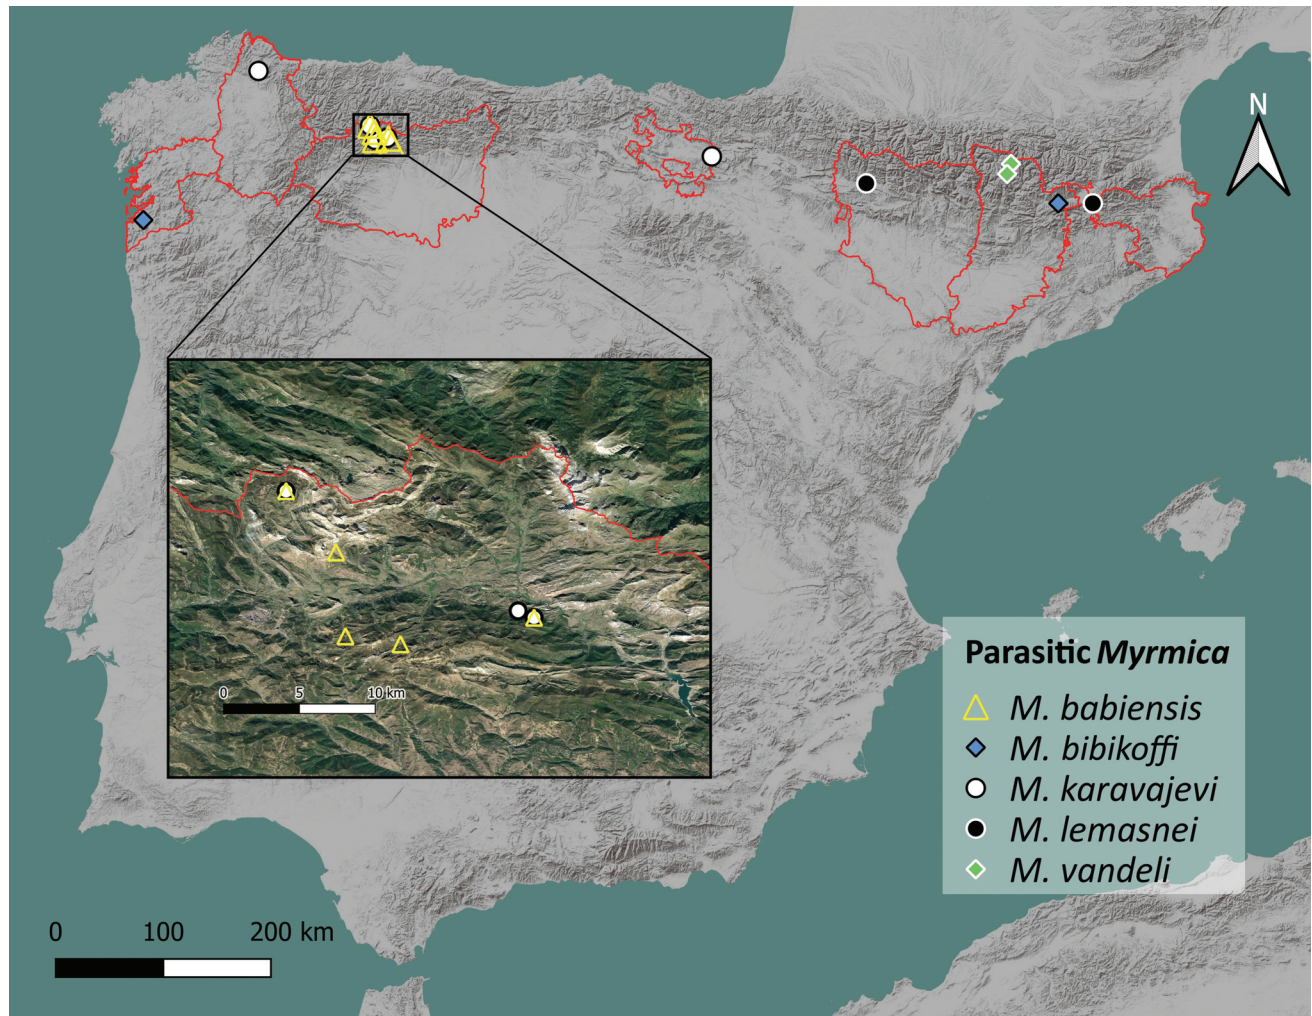 N
0 5 10 km
Parasitic Myrmica
M. babiensis
M. bibikoffi
M. karavajevi
M. lemasnei
M. vandeli
0 100 200 km